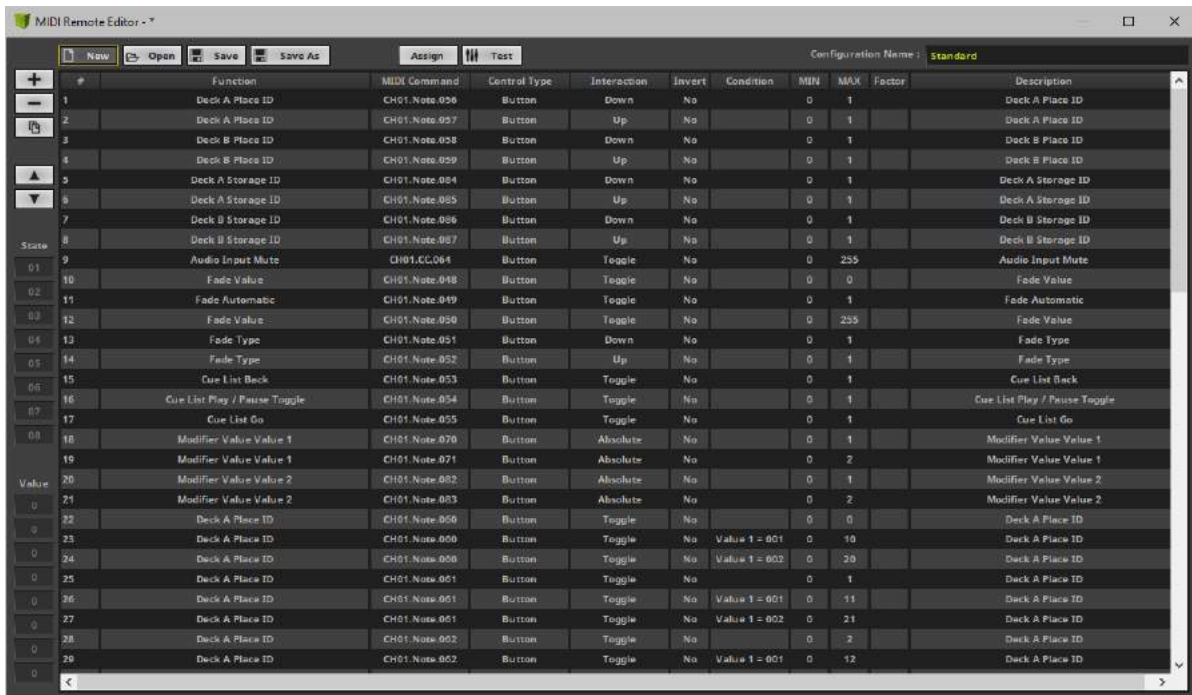 MIDI Remote Editor - *
New Open Save Save As Assign Test Configuration Name : Standard
# Function MIDI Command Control Type Interaction Invert Condition MIN MAX Factor Description
1 Deck A Place ID CH01.Note.056 Button Down No 0 1 Deck A Place ID
2 Deck A Place ID CH01.Note.057 Button Up No 0 1 Deck A Place ID
3 Deck B Place ID CH01.Note.058 Button Down No 0 1 Deck B Place ID
4 Deck B Place ID CH01.Note.059 Button Up No 0 1 Deck B Place ID
5 Deck A Storage ID CH01.Note.084 Button Down No 0 1 Deck A Storage ID
6 Deck A Storage ID CH01.Note.085 Button Up No 0 1 Deck A Storage ID
7 Deck B Storage ID CH01.Note.086 Button Down No 0 1 Deck B Storage ID
State
8 Deck B Storage ID CH01.Note.087 Button Up No 0 1 Deck B Storage ID
01
9 Audio Input Mute CH01.CC.064 Button Toggle No 0 255 Audio Input Mute
10 Fade Value CH01.Note.048 Button Toggle No 0 0 Fade Value
02
11 Fade Automatic CH01.Note.049 Button Toggle No 0 1 Fade Automatic
03
12 Fade Value CH01.Note.050 Button Toggle No 0 255 Fade Value
04
13 Fade Type CH01.Note.051 Button Down No 0 1 Fade Type
05
14 Fade Type CH01.Note.052 Button Up No 0 1 Fade Type
06
15 Cue List Back CH01.Note.053 Button Toggle No 0 1 Cue List Back
16 Cue List Play / Pause Toggle CH01.Note.054 Button Toggle No 0 1 Cue List Play / Pause Toggle
07
17 Cue List Go CH01.Note.055 Button Toggle No 0 1 Cue List Go
08
18 Modifier Value Value 1 CH01.Note.070 Button Absolute No 0 1 Modifier Value Value 1
19 Modifier Value Value 1 CH01.Note.071 Button Absolute No 0 2 Modifier Value Value 1
Value
20 Modifier Value Value 2 CH01.Note.082 Button Absolute No 0 1 Modifier Value Value 2
0
21 Modifier Value Value 2 CH01.Note.083 Button Absolute No 0 2 Modifier Value Value 2
0
22 Deck A Place ID CH01.Note.060 Button Toggle No 0 0 Deck A Place ID
23 Deck A Place ID CH01.Note.060 Button Toggle No Value 1 = 001 0 10 Deck A Place ID
0
24 Deck A Place ID CH01.Note.060 Button Toggle No Value 1 = 002 0 20 Deck A Place ID
0
25 Deck A Place ID CH01.Note.061 Button Toggle No 0 1 Deck A Place ID
0
26 Deck A Place ID CH01.Note.061 Button Toggle No Value 1 = 001 0 11 Deck A Place ID
0
27 Deck A Place ID CH01.Note.061 Button Toggle No Value 1 = 002 0 21 Deck A Place ID
0
28 Deck A Place ID CH01.Note.062 Button Toggle No 0 2 Deck A Place ID
29 Deck A Place ID CH01.Note.062 Button Toggle No Value 1 = 001 0 12 Deck A Place ID
0